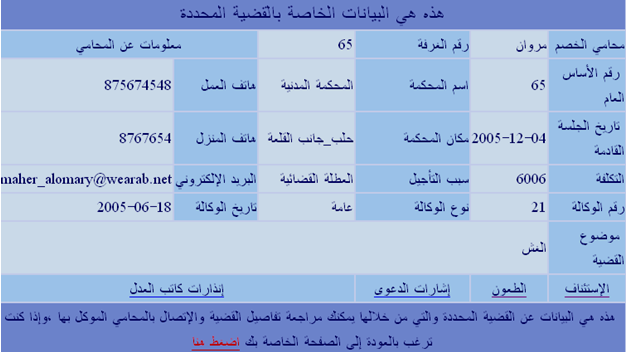 هذه هي البيانات الخاصة بالقضية المحددة
محامي الخصم مروان رقم الغرفة 65 معلومات عن المحامي
رقم الأساس العام 65 اسم المحكمة المحكمة المدنية هاتف العمل 875674548
تاريخ الجلسة القادمة 2005-12-04 مكان المحكمة حلب_جانب القلعة هاتف المنزل 8767654
التكلفة 6006 سبب التأجيل العطلة القضائية البريد الإلكتروني maher_alomary@wearab.net
رقم الوكالة 21 نوع الوكالة عامة تاريخ الوكالة 2005-06-18
موضوع القضية الغش
الإستئناف الطعون إشارات الدعوى إنذارات كاتب العدل
هذه هي البيانات عن القضية المحددة والتي من خلالها يمكنك مراجعة تفاصيل القضية والإتصال بالمحامي الموكل بها ،وإذا كنت
ترغب بالعودة إلى الصفحة الخاصة بك اضغط هنا